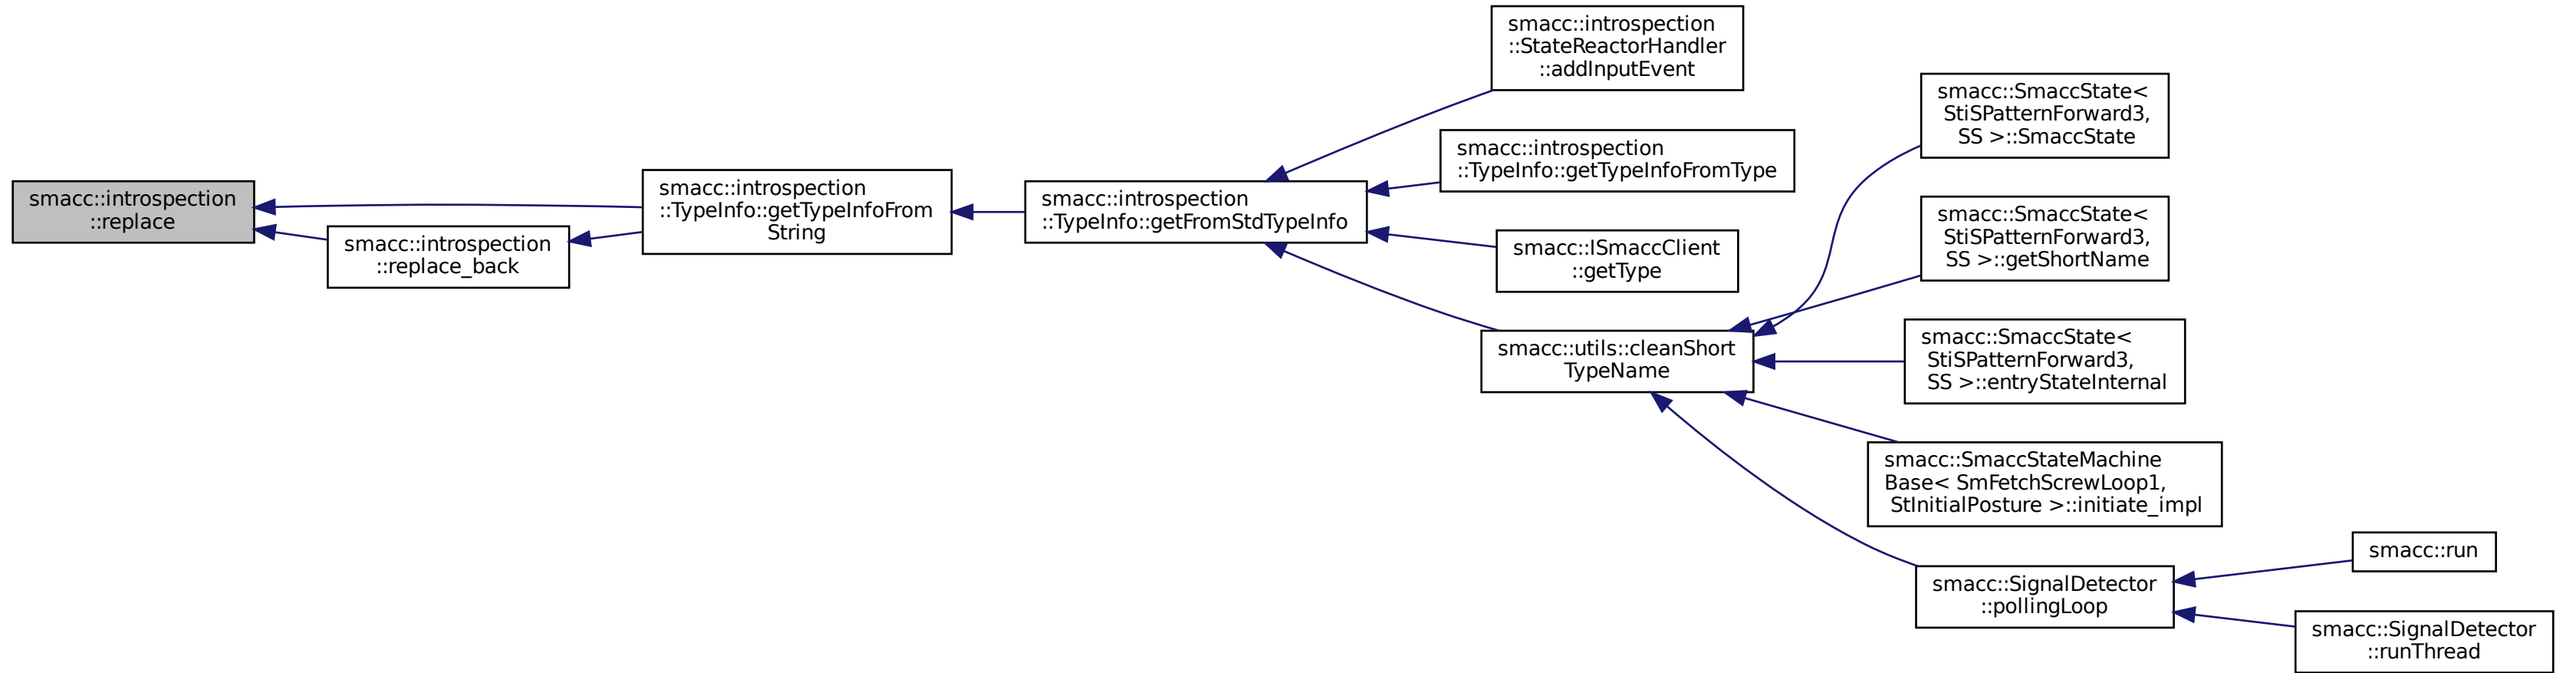 smacc::introspection
::replace
smacc::introspection
::replace_back
smacc::introspection
::TypeInfo::getTypeInfoFrom
String
smacc::introspection
::TypeInfo::getFromStdTypeInfo
smacc::introspection
::StateReactorHandler
::addInputEvent
smacc::introspection
::TypeInfo::getTypeInfoFromType
smacc::ISmaccClient
::getType
smacc::utils::cleanShort
TypeName
smacc::SmaccState<
StiSPatternForward3,
SS >::SmaccState
smacc::SmaccState<
StiSPatternForward3,
SS >::getShortName
smacc::SmaccState<
StiSPatternForward3,
SS >::entryStateInternal
smacc::SmaccStateMachine
Base< SmFetchScrewLoop1,
StInitialPosture >::initiate_impl
smacc::SignalDetector
::pollingLoop
smacc::run
smacc::SignalDetector
::runThread